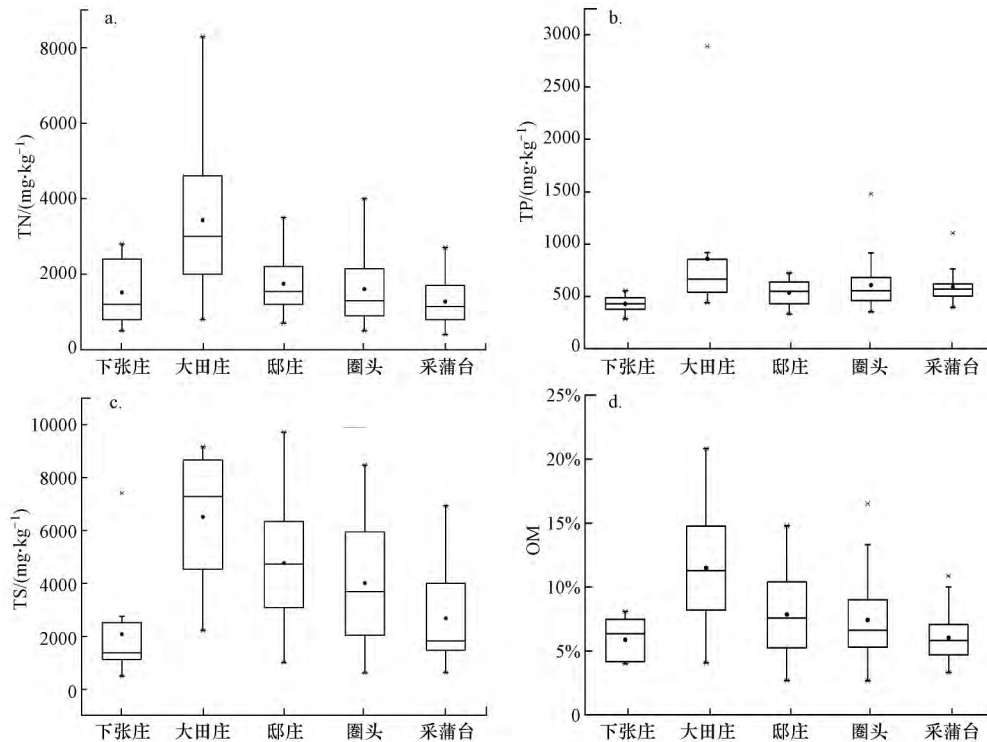 a.
8000
6000
4000
2000
0
TN/(mg·kg⁻¹)
下张庄 大田庄 邸庄 圈头 采蒲台
b.
3000
2500
2000
1500
1000
500
0
TP/(mg·kg⁻¹)
下张庄 大田庄 邸庄 圈头 采蒲台
c.
10000
8000
6000
4000
2000
0
TS/(mg·kg⁻¹)
下张庄 大田庄 邸庄 圈头 采蒲台
d.
25%
20%
15%
10%
5%
0
OM
下张庄 大田庄 邸庄 圈头 采蒲台